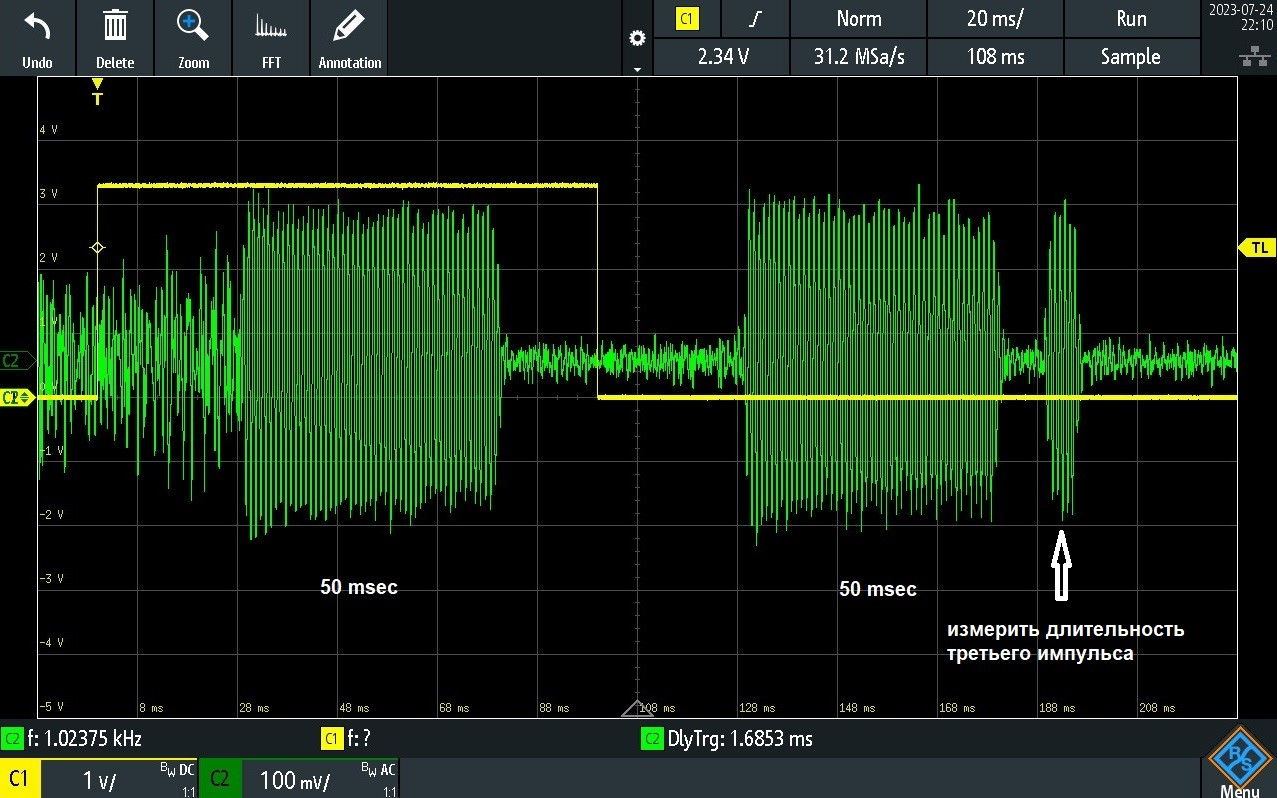 C1 Norm 20 ms/ Run 2023-07-24
22:10
Undo Delete Zoom FFT Annotation 2.34 V 31.2 MSa/s 108 ms Sample
T
4 V
3 V
2 V
TL
1 V
C2
C2
-1 V
-2 V
-3 V
50 msec 50 msec
измерить длительность
-4 V
третьего импульса
-5 V 8 ms 28 ms 48 ms 68 ms 88 ms 108 ms 128 ms 148 ms 168 ms 188 ms 208 ms
C2 f: 1.02375 kHz C1 f: ? C2 DlyTrg: 1.6853 ms
C1 1 V/ BW DC 1:1 C2 100 mV/ BW AC 1:1
R&S
Menu